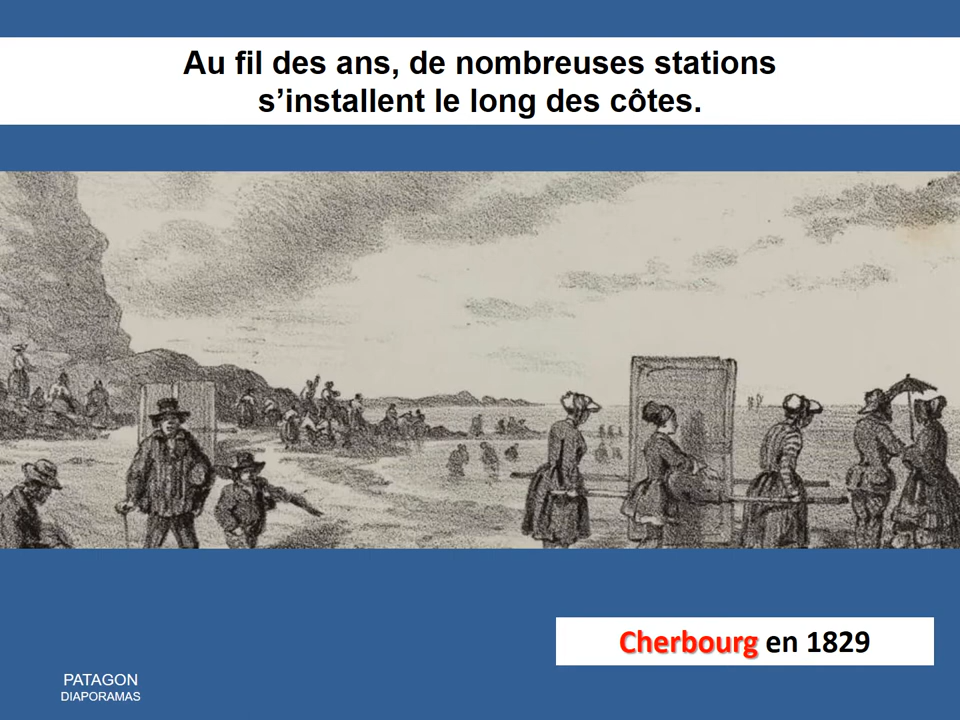 Au fil des ans, de nombreuses stations
s’installent le long des côtes.
Cherbourg en 1829
PATAGON
DIAPORAMAS